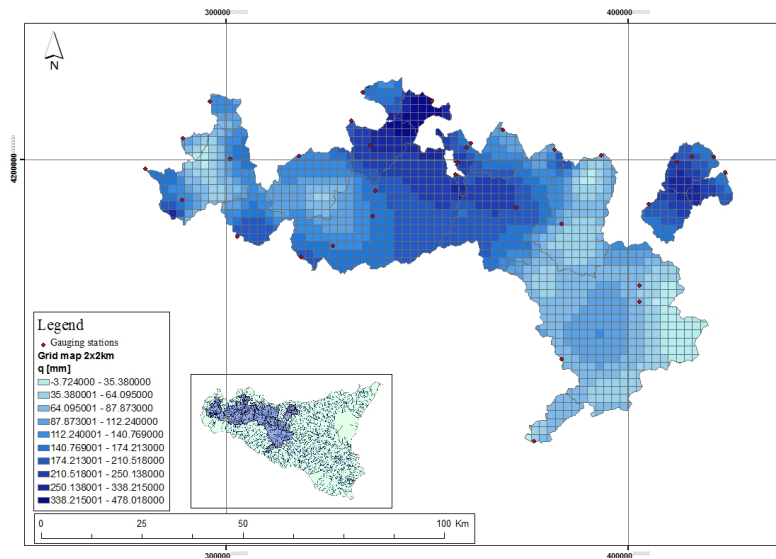 300000
400000
N
4200000
Legend
Gauging stations
Grid map 2x2km
q [mm]
-3.724000 - 35.380000
35.380001 - 64.095000
64.095001 - 87.873000
87.873001 - 112.240000
112.240001 - 140.769000
140.769001 - 174.213000
174.213001 - 210.518000
210.518001 - 250.138000
250.138001 - 338.215000
338.215001 - 478.018000
0 25 50 100 Km
300000
400000